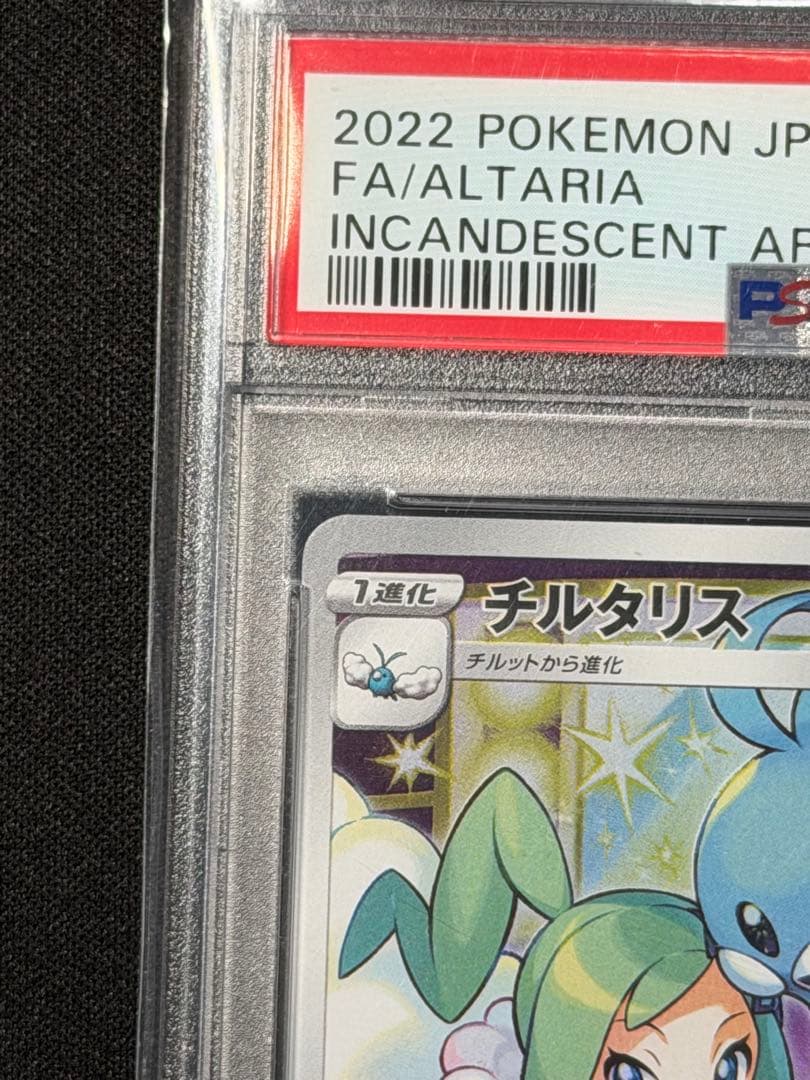 2022 POKEMON JP
FA/ALTARIA
INCANDESCENT AR
PS
1進化
チルタリス
チルットから進化